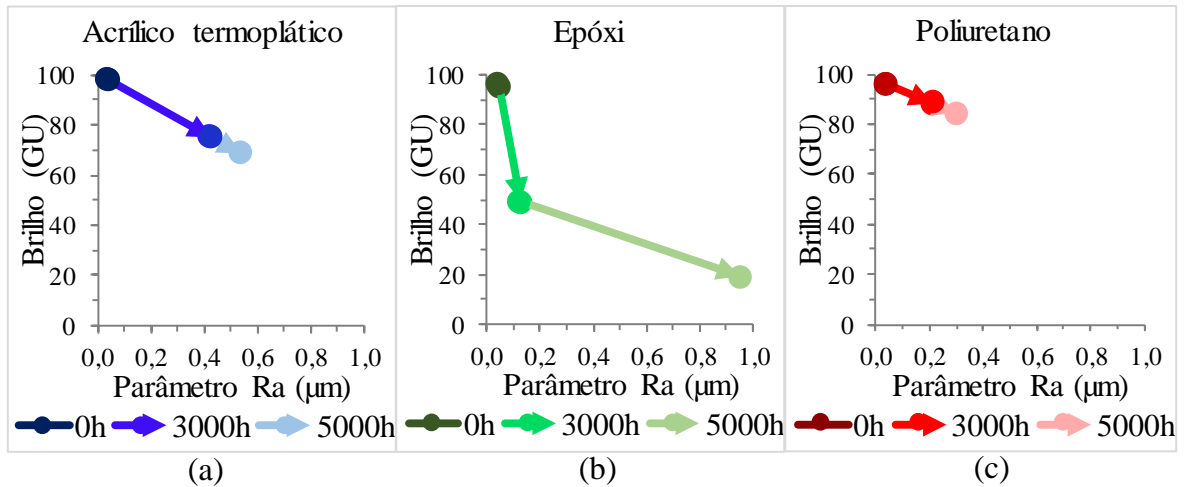 Acrílico termoplático
Brilho (GU)
100
80
60
40
20
0
0,0 0,2 0,4 0,6 0,8 1,0
Parâmetro Ra (µm)
0h 3000h 5000h
(a)
Epóxi
Brilho (GU)
100
80
60
40
20
0
0,0 0,2 0,4 0,6 0,8 1,0
Parâmetro Ra (µm)
0h 3000h 5000h
(b)
Poliuretano
Brilho (GU)
100
80
60
40
20
0
0,0 0,2 0,4 0,6 0,8 1,0
Parâmetro Ra (µm)
0h 3000h 5000h
(c)